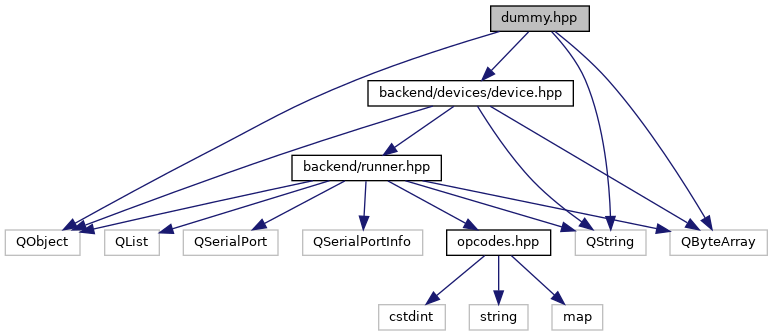 dummy.hpp
backend/devices/device.hpp
backend/runner.hpp
QObject
QList
QSerialPort
QSerialPortInfo
opcodes.hpp
QString
QByteArray
cstdint
string
map